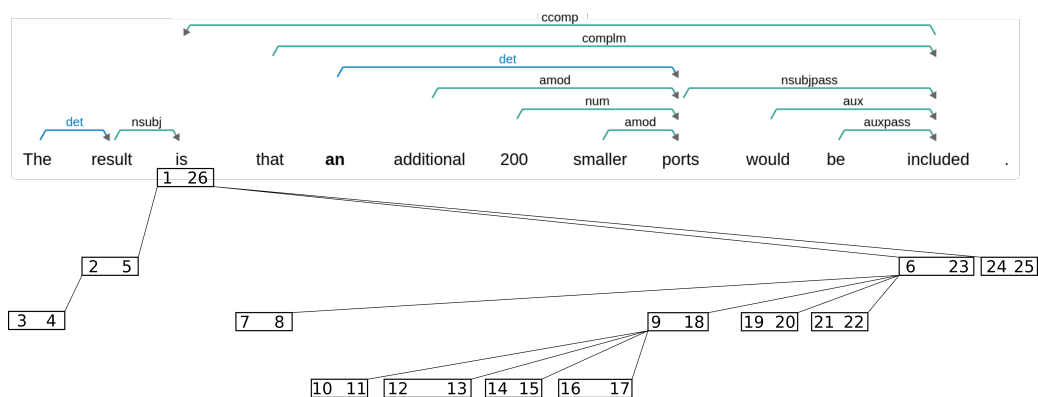 ccomp
complm
det
amod nsubjpass
num aux
det nsubj amod auxpass
The result is that an additional 200 smaller ports would be included .
1 26
2 5 6 23 24 25
3 4 7 8 9 18 19 20 21 22
10 11 12 13 14 15 16 17